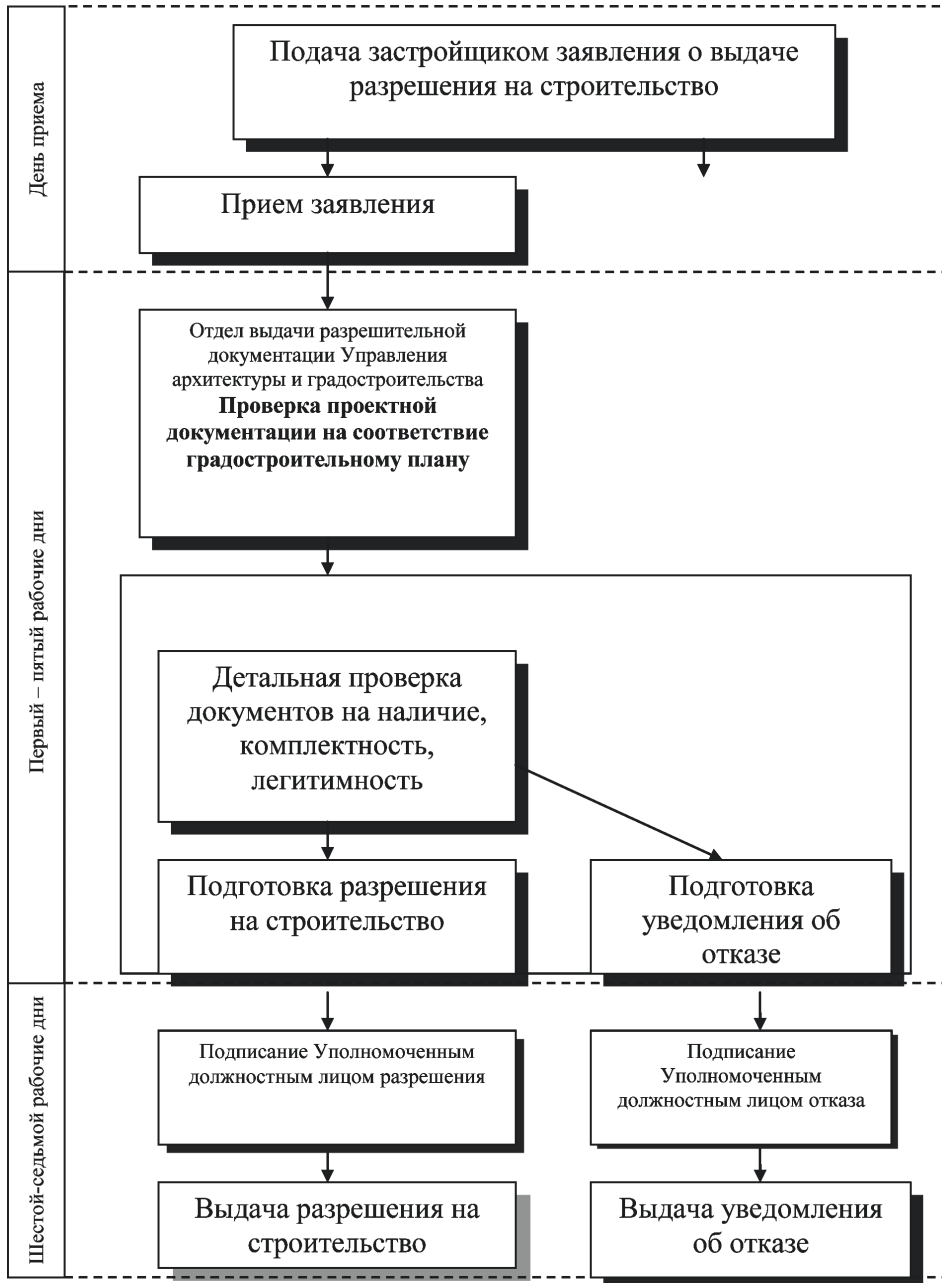 День приема
Подача застройщиком заявления о выдаче
разрешения на строительство
Прием заявления
Первый – пятый рабочие дни
Отдел выдачи разрешительной
документации Управления
архитектуры и градостроительства
Проверка проектной
документации на соответствие
градостроительному плану
Детальная проверка
документов на наличие,
комплектность,
легитимность
Подготовка разрешения
на строительство
Подготовка
уведомления об
отказе
Шестой-седьмой рабочие дни
Подписание Уполномоченным
должностным лицом разрешения
Подписание
Уполномоченным
должностным лицом отказа
Выдача разрешения на
строительство
Выдача уведомления
об отказе